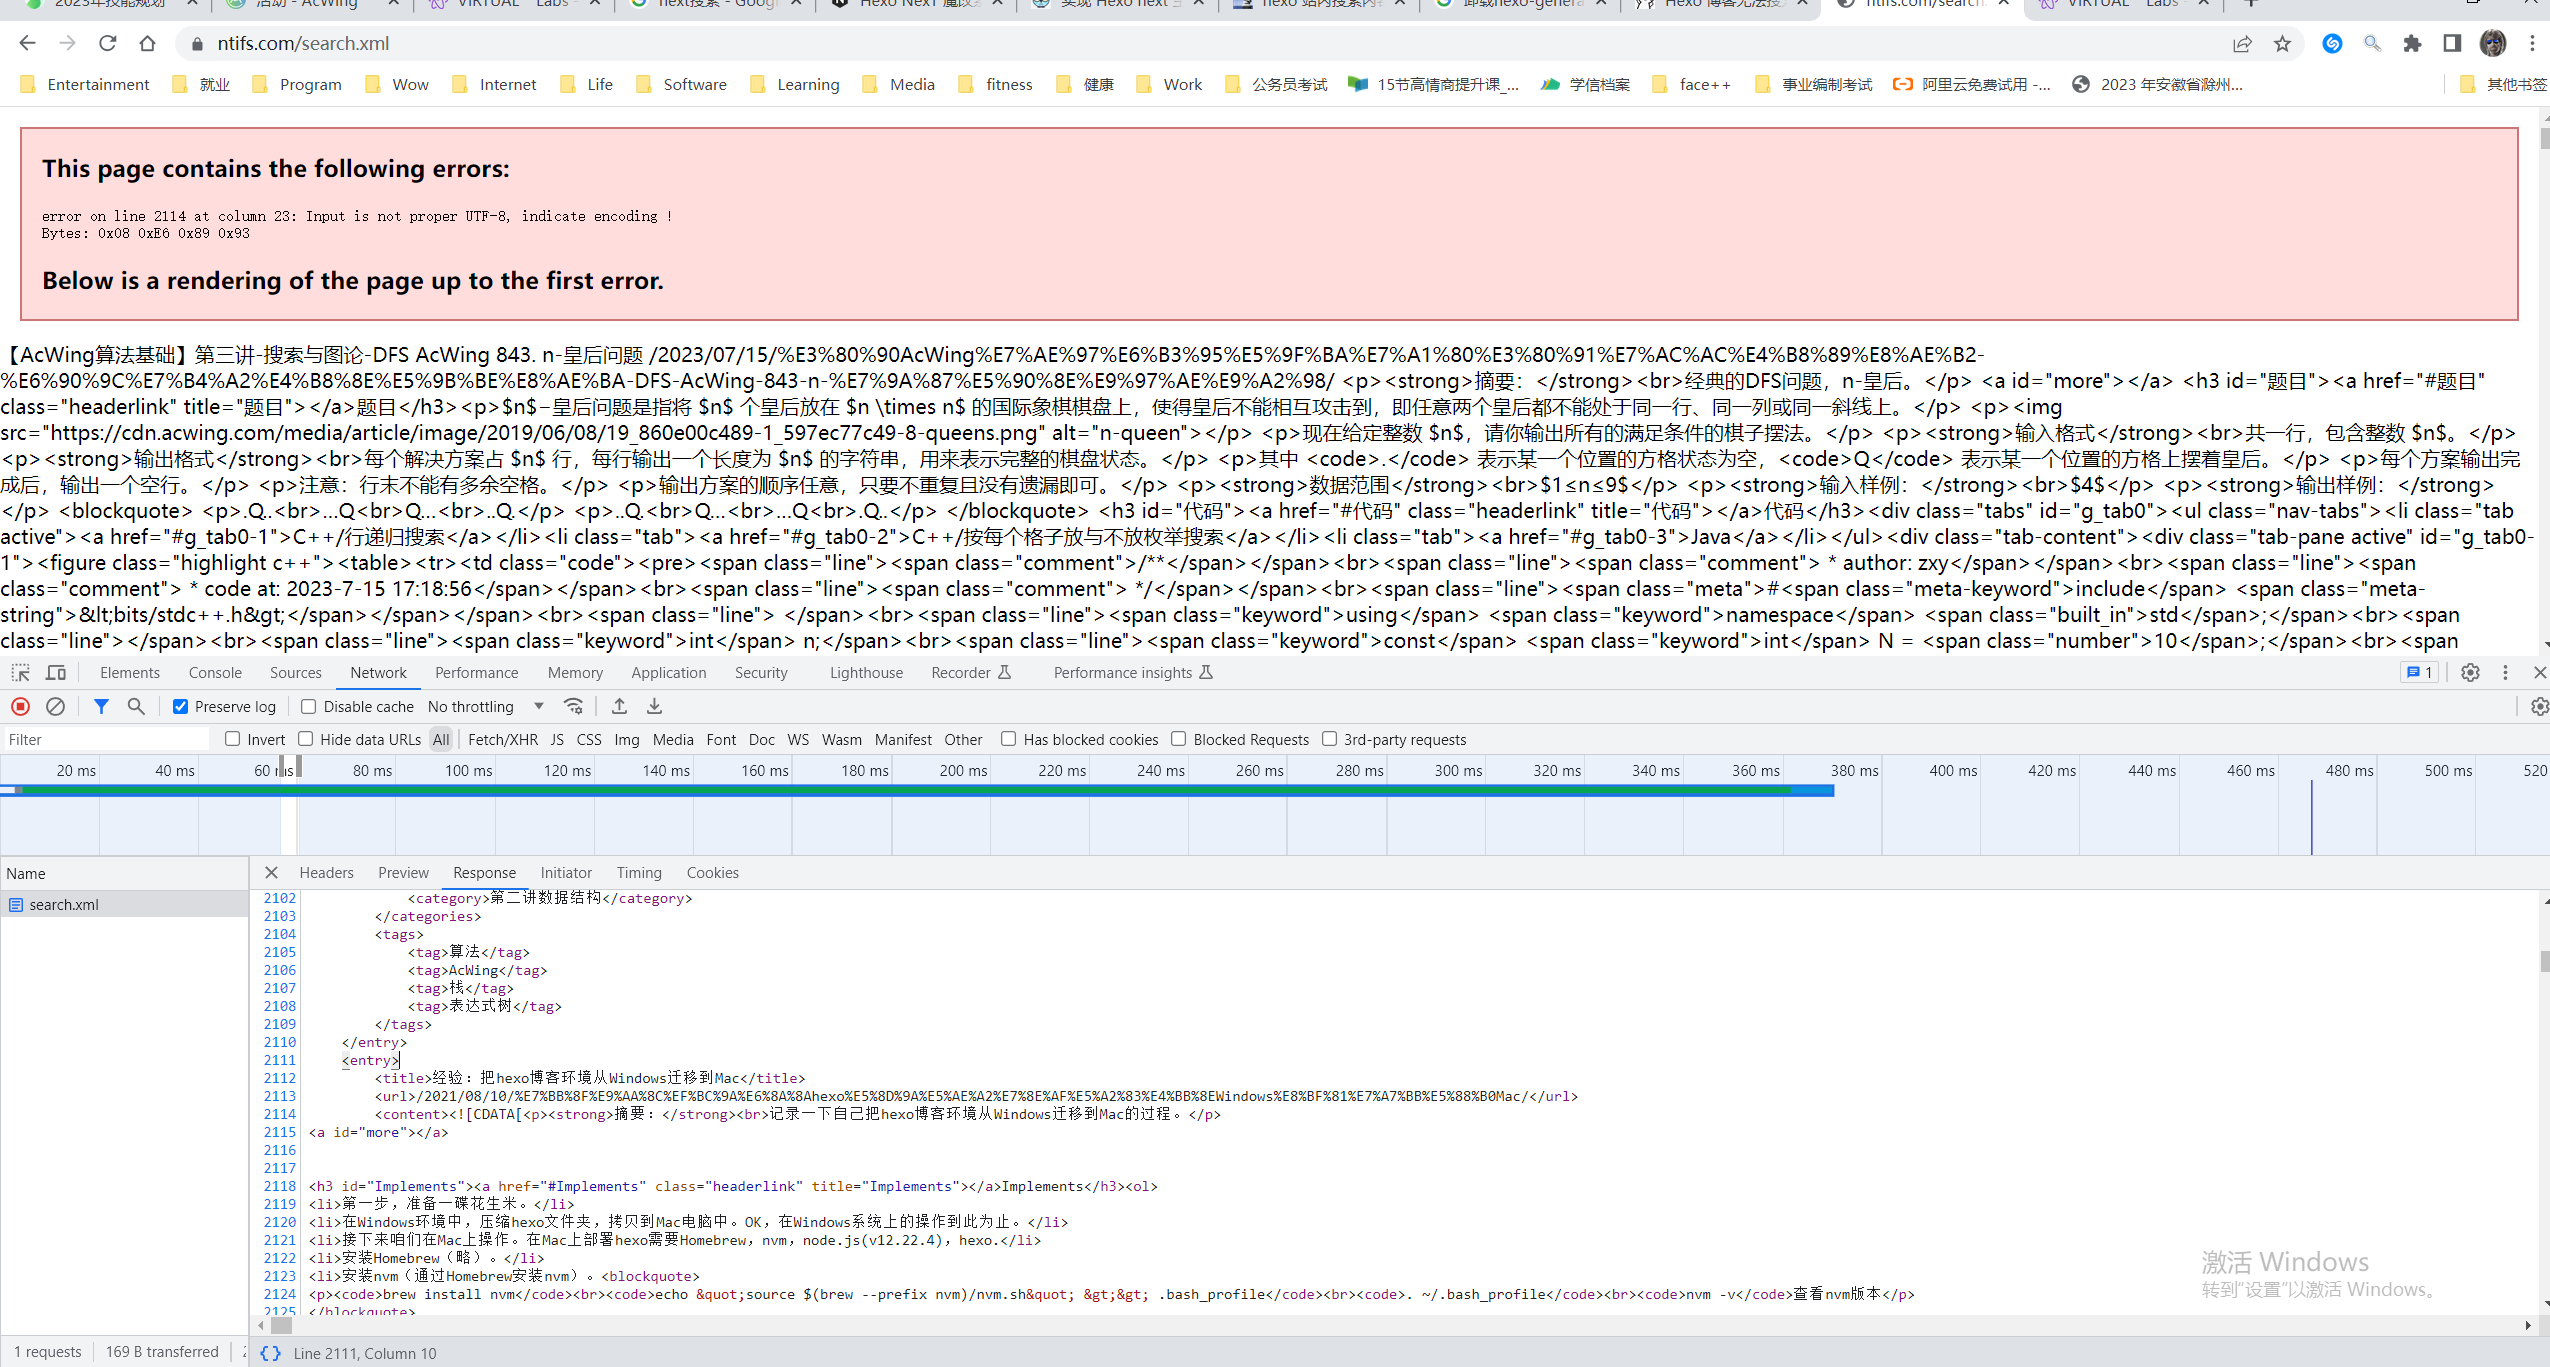 2023年技能规划
活动 - AcWing
VIRTUAL
Labs -
next搜索 - Googl
Hexo NexT 魔改
实现 Hexo next 主
hexo 站内搜索内容
卸载hexo-genera
Hexo 博客无法搜
ntifs.com/search.
VIRTUAL
Labs -
ntifs.com/search.xml
Entertainment 就业 Program Wow Internet Life Software Learning Media fitness 健康 Work 公务员考试 15节高情商提升课_... 学信档案 face++ 事业编制考试 阿里云免费试用 -... 2023 年安徽省滁州... 其他书签
This page contains the following errors:
error on line 2114 at column 23: Input is not proper UTF-8, indicate encoding !
Bytes: 0x08 0xE6 0x89 0x93
Below is a rendering of the page up to the first error.
【AcWing算法基础】第三讲-搜索与图论-DFS AcWing 843. n-皇后问题 /2023/07/15/%E3%80%90AcWing%E7%AE%97%E6%B3%95%E5%9F%BA%E7%A1%80%E3%80%91%E7%AC%AC%E4%B8%89%E8%AE%B2-
%E6%90%9C%E7%B4%A2%E4%B8%8E%E5%9B%BE%E8%AE%BA-DFS-AcWing-843-n-%E7%9A%87%E5%90%8E%E9%97%AE%E9%A2%98/ <p><strong>摘要：</strong><br>经典的DFS问题，n-皇后。</p> <a id="more"></a> <h3 id="题目"><a href="#题目"
class="headerlink" title="题目"></a>题目</h3><p>$n$−皇后问题是指将 $n$ 个皇后放在 $n \times n$ 的国际象棋棋盘上，使得皇后不能相互攻击到，即任意两个皇后都不能处于同一行、同一列或同一斜线上。</p> <p><img
src="https://cdn.acwing.com/media/article/image/2019/06/08/19_860e00c489-1_597ec77c49-8-queens.png" alt="n-queen"></p> <p>现在给定整数 $n$，请你输出所有的满足条件的棋子摆法。</p> <p><strong>输入格式</strong><br>共一行，包含整数 $n$。</p>
<p><strong>输出格式</strong><br>每个解决方案占 $n$ 行，每行输出一个长度为 $n$ 的字符串，用来表示完整的棋盘状态。</p> <p>其中 <code>.</code> 表示某一个位置的方格状态为空，<code>Q</code> 表示某一个位置的方格上摆着皇后。</p> <p>每个方案输出完
成后，输出一个空行。</p> <p>注意：行末不能有多余空格。</p> <p>输出方案的顺序任意，只要不重复且没有遗漏即可。</p> <p><strong>数据范围</strong><br>$1≤n≤9$</p> <p><strong>输入样例：</strong><br>$4$</p> <p><strong>输出样例：</strong>
</p> <blockquote> <p>.Q..<br>...Q<br>Q...<br>..Q.</p> <p>..Q.<br>Q...<br>...Q<br>.Q..</p> </blockquote> <h3 id="代码"><a href="#代码" class="headerlink" title="代码"></a>代码</h3><div class="tabs" id="g_tab0"><ul class="nav-tabs"><li class="tab
active"><a href="#g_tab0-1">C++/行递归搜索</a></li><li class="tab"><a href="#g_tab0-2">C++/按每个格子放与不放枚举搜索</a></li><li class="tab"><a href="#g_tab0-3">Java</a></li></ul><div class="tab-content"><div class="tab-pane active" id="g_tab0-
1"><figure class="highlight c++"><table><tr><td class="code"><pre><span class="line"><span class="comment">/**</span></span><br><span class="line"><span class="comment"> * author: zxy</span></span><br><span class="line"><span
class="comment"> * code at: 2023-7-15 17:18:56</span></span><br><span class="line"><span class="comment"> */</span></span><br><span class="line"><span class="meta">#<span class="meta-keyword">include</span> <span class="meta-
string">&lt;bits/stdc++.h&gt;</span></span></span><br><span class="line"> </span><br><span class="line"><span class="keyword">using</span> <span class="keyword">namespace</span> <span class="built_in">std</span>;</span><br><span
class="line"></span><br><span class="line"><span class="keyword">int</span> n;</span><br><span class="line"><span class="keyword">const</span> <span class="keyword">int</span> N = <span class="number">10</span>;</span><br><span
Elements Console Sources Network Performance Memory Application Security Lighthouse Recorder Performance insights 1
Preserve log Disable cache No throttling
Filter Invert Hide data URLs All Fetch/XHR JS CSS Img Media Font Doc WS Wasm Manifest Other Has blocked cookies Blocked Requests 3rd-party requests
20 ms 40 ms 60 ms 80 ms 100 ms 120 ms 140 ms 160 ms 180 ms 200 ms 220 ms 240 ms 260 ms 280 ms 300 ms 320 ms 340 ms 360 ms 380 ms 400 ms 420 ms 440 ms 460 ms 480 ms 500 ms 520
Name Headers Preview Response Initiator Timing Cookies
search.xml
2102 <category>第二讲数据结构</category>
2103 </categories>
2104 <tags>
2105 <tag>算法</tag>
2106 <tag>AcWing</tag>
2107 <tag>栈</tag>
2108 <tag>表达式树</tag>
2109 </tags>
2110 </entry>
2111 <entry>
2112 <title>经验：把hexo博客环境从Windows迁移到Mac</title>
2113 <url>/2021/08/10/%E7%BB%8F%E9%AA%8C%EF%BC%9A%E6%8A%8Ahexo%E5%8D%9A%E5%AE%A2%E7%8E%AF%E5%A2%83%E4%BB%8EWindows%E8%BF%81%E7%A7%BB%E5%88%B0Mac/</url>
2114 <content><![CDATA[<p><strong>摘要：</strong><br>记录一下自己把hexo博客环境从Windows迁移到Mac的过程。</p>
2115 <a id="more"></a>
2116
2117
2118 <h3 id="Implements"><a href="#Implements" class="headerlink" title="Implements"></a>Implements</h3><ol>
2119 <li>第一步，准备一碟花生米。</li>
2120 <li>在Windows环境中，压缩hexo文件夹，拷贝到Mac电脑中。OK，在Windows系统上的操作到此为止。</li>
2121 <li>接下来咱们在Mac上操作。在Mac上部署hexo需要Homebrew，nvm，node.js(v12.22.4)，hexo.</li>
2122 <li>安装Homebrew（略）。</li>
2123 <li>安装nvm（通过Homebrew安装nvm）。<blockquote>
2124 <p><code>brew install nvm</code><br><code>echo &quot;source $(brew --prefix nvm)/nvm.sh&quot; &gt;&gt; .bash_profile</code><br><code>. ~/.bash_profile</code><br><code>nvm -v</code>查看nvm版本</p>
2125 </blockquote>
激活 Windows
转到“设置”以激活 Windows。
1 requests 169 B transferred Line 2111, Column 10